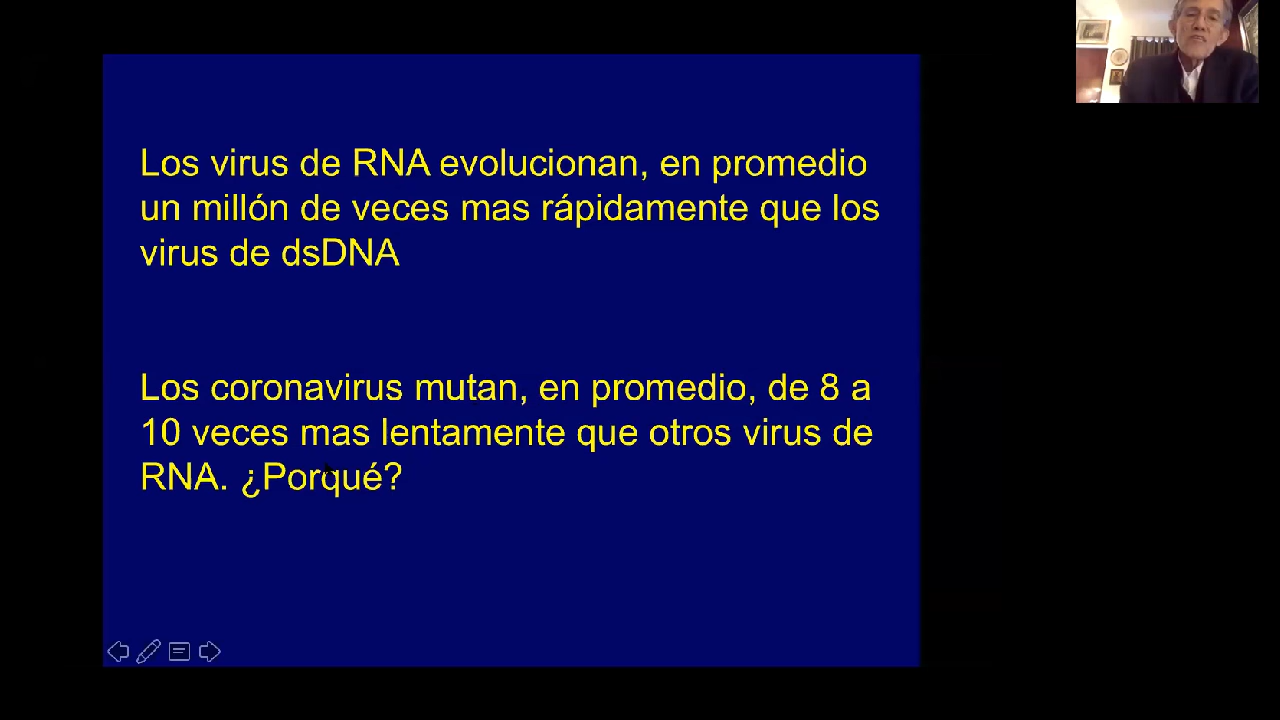 Los virus de RNA evolucionan, en promedio
un millón de veces mas rápidamente que los
virus de dsDNA
Los coronavirus mutan, en promedio, de 8 a
10 veces mas lentamente que otros virus de
RNA. ¿Porqué?